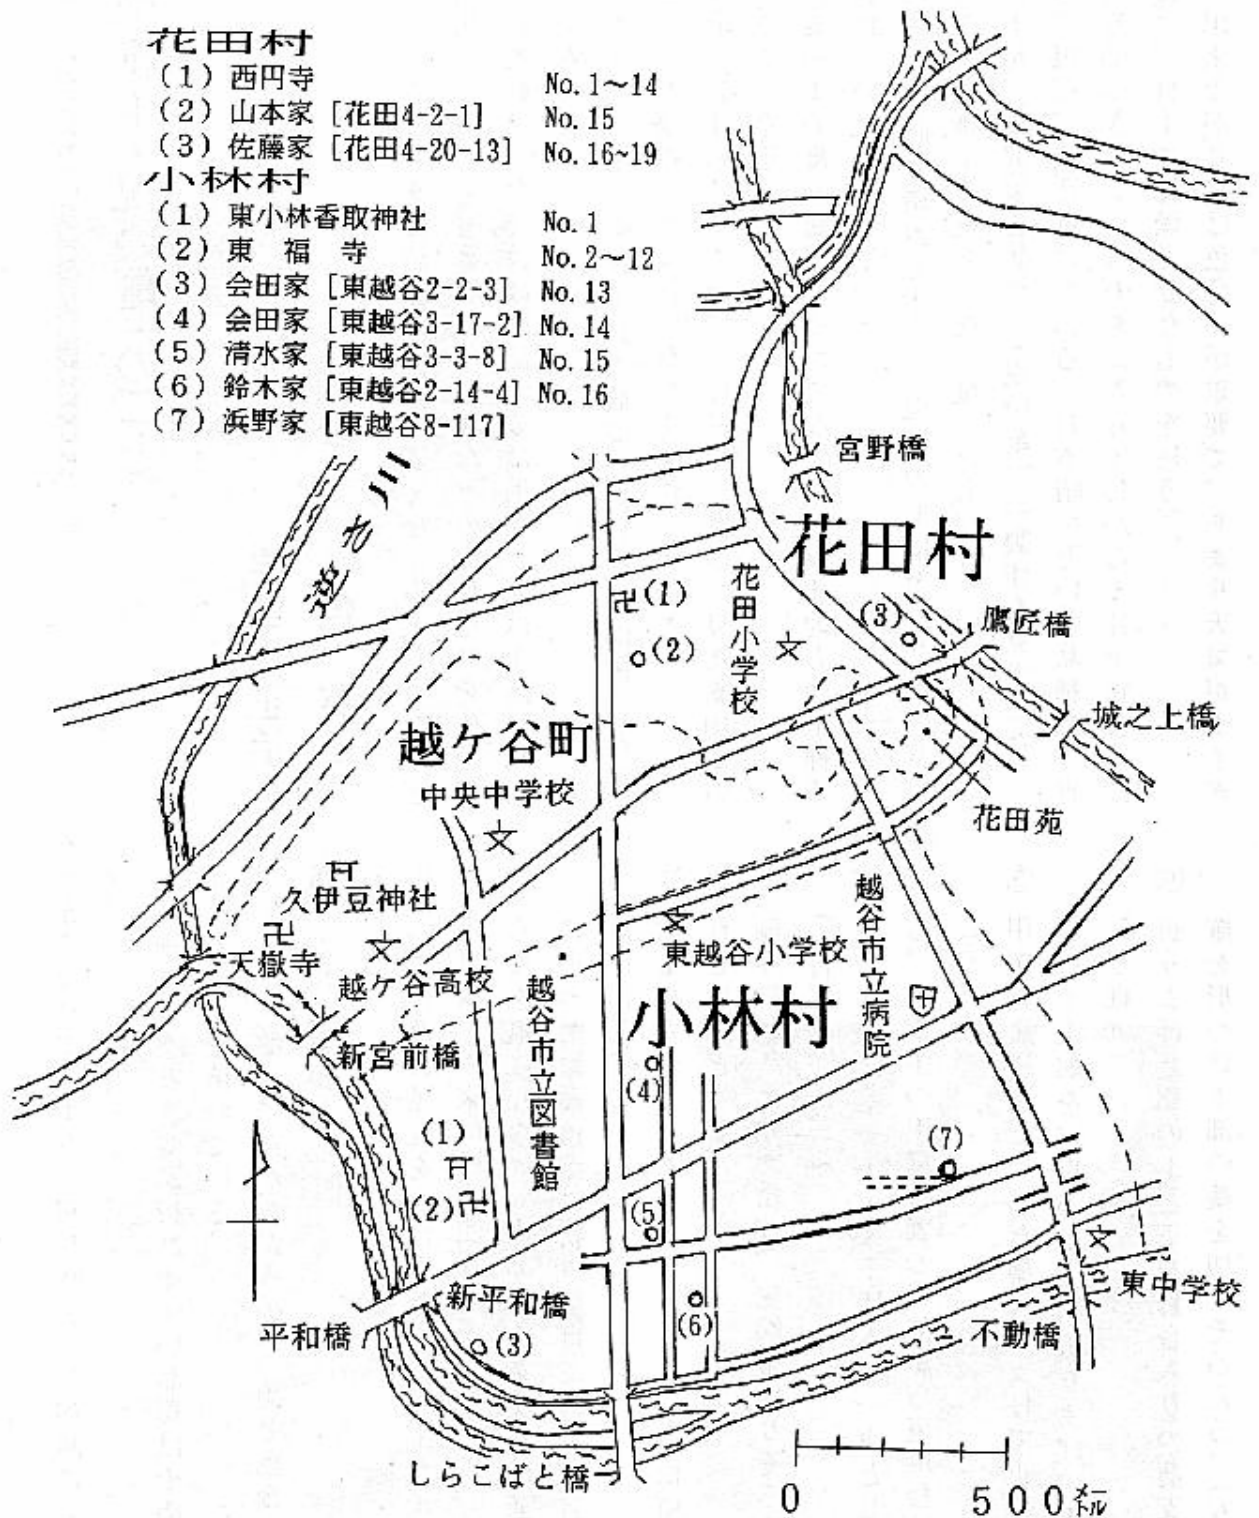 花田村
(1) 西円寺 No.1～14
(2) 山本家 [花田4-2-1] No.15
(3) 佐藤家 [花田4-20-13] No.16~19
小林村
(1) 東小林香取神社 No.1
(2) 東 福 寺 No.2～12
(3) 会田家 [東越谷2-2-3] No.13
(4) 会田家 [東越谷3-17-2] No.14
(5) 清水家 [東越谷3-3-8] No.15
(6) 鈴木家 [東越谷2-14-4] No.16
(7) 浜野家 [東越谷8-117]
逆さ川
宮野橋
花田村
卍(1)
(2)
花田小学校
文
(3)
鷹匠橋
城之上橋
越ケ谷町
中央中学校
文
花田苑
久伊豆神社
卍
天嶽寺
文
越ケ谷高校
新宮前橋
越谷市立図書館
文
東越谷小学校
越谷市立病院
小林村
(4)
(1)
(2)卍
(5)
(7)
(6)
新平和橋
平和橋
(3)
文
東中学校
不動橋
しらこばと橋
0 500メートル